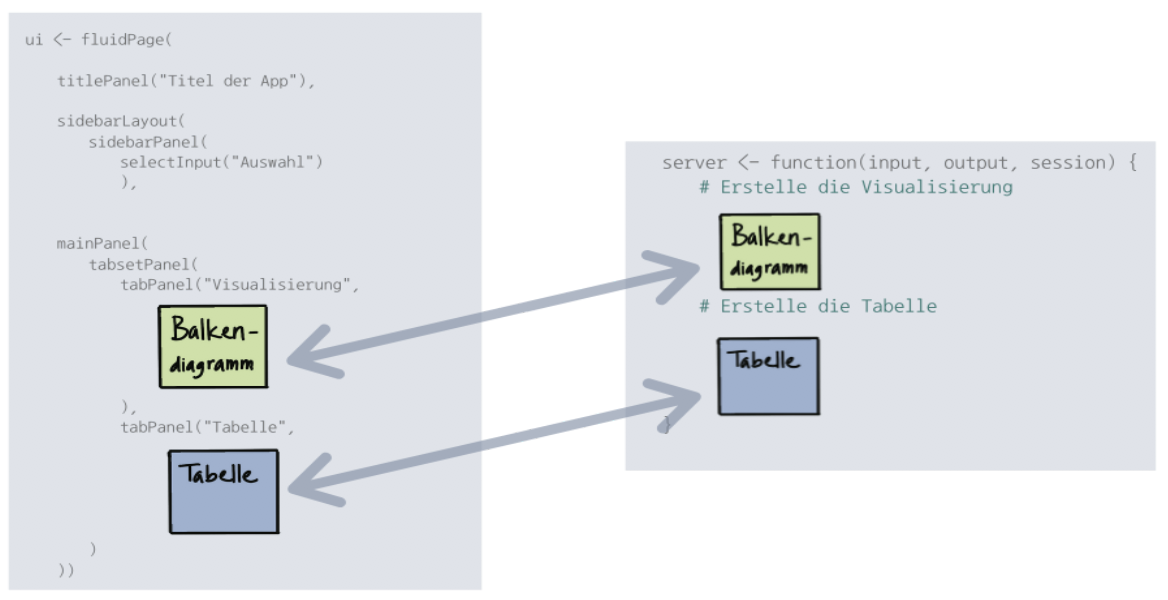 ui <- fluidPage(
titlePanel("Titel der App"),
sidebarLayout(
sidebarPanel(
selectInput("Auswahl")
),
mainPanel(
tabsetPanel(
tabPanel("Visualisierung",
Balken-
diagramm
),
tabPanel("Tabelle",
Tabelle
)
))
server <- function(input, output, session) {
# Erstelle die Visualisierung
Balken-
diagramm
# Erstelle die Tabelle
Tabelle
}